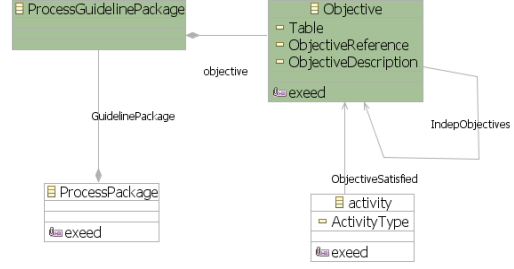 ProcessGuidelinePackage
Objective
Table
ObjectiveReference
ObjectiveDescription
exeed
objective
IndepObjectives
GuidelinePackage
ObjectiveSatisfied
ProcessPackage
exeed
activity
ActivityType
exeed